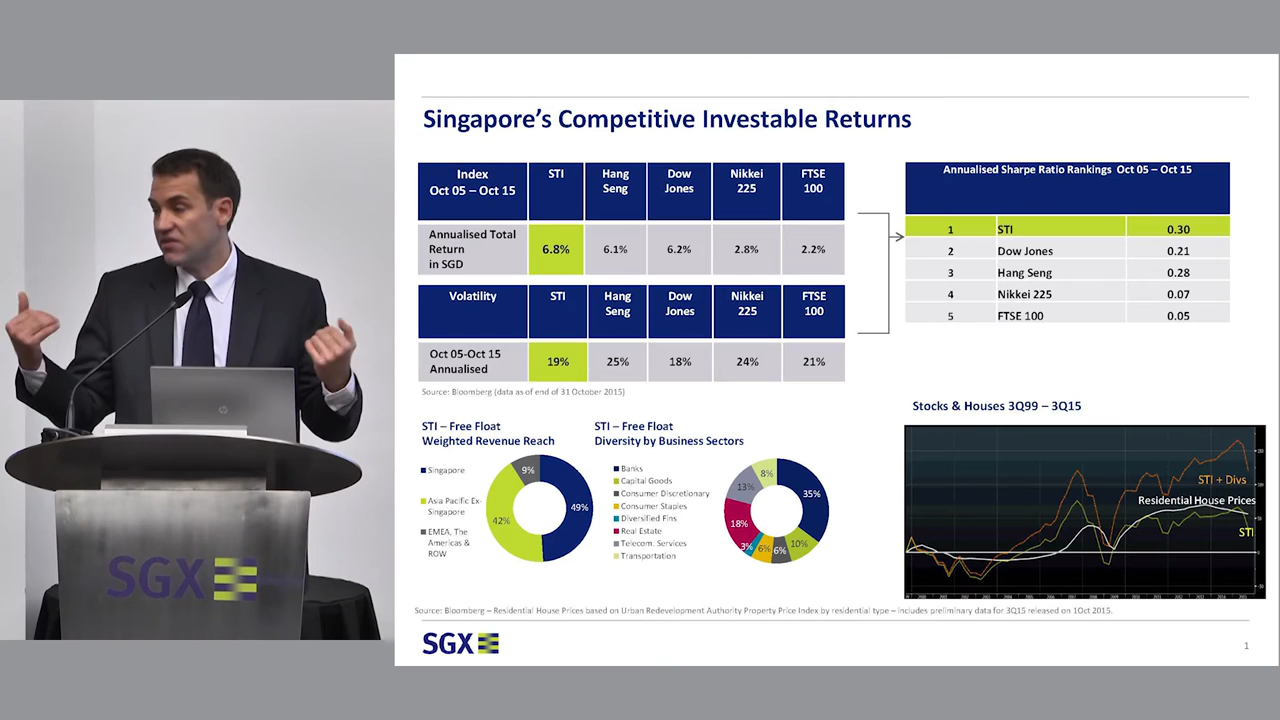 Singapore's Competitive Investable Returns
Index
Oct 05 – Oct 15
STI
Hang
Seng
Dow
Jones
Nikkei
225
FTSE
100
Annualised Total
Return
in SGD
6.8%
6.1%
6.2%
2.8%
2.2%
Volatility
STI
Hang
Seng
Dow
Jones
Nikkei
225
FTSE
100
Oct 05-Oct 15
Annualised
19%
25%
18%
24%
21%
Source: Bloomberg (data as of end of 31 October 2015)
Annualised Sharpe Ratio Rankings Oct 05 – Oct 15
1 STI 0.30
2 Dow Jones 0.21
3 Hang Seng 0.28
4 Nikkei 225 0.07
5 FTSE 100 0.05
STI – Free Float
Weighted Revenue Reach
Singapore
Asia Pacific Ex-
Singapore
EMEA, The
Americas &
ROW
9%
49%
42%
STI – Free Float
Diversity by Business Sectors
Banks
Capital Goods
Consumer Discretionary
Consumer Staples
Diversified Fins
Real Estate
Telecom. Services
Transportation
8%
13%
35%
18%
3%
6%
6%
10%
Stocks & Houses 3Q99 – 3Q15
STI + Divs
Residential House Prices
STI
Source: Bloomberg – Residential House Prices based on Urban Redevelopment Authority Property Price Index by residential type – includes preliminary data for 3Q15 released on 1Oct 2015.
SGX
1
hp
SGX